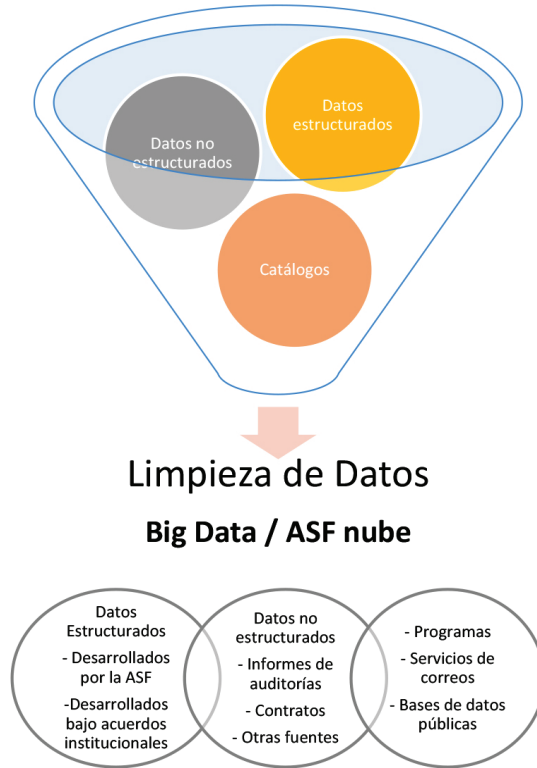 Datos
estructurados
Datos no
estructurados
Catálogos
Limpieza de Datos
Big Data / ASF nube
Datos
Estructurados
- Desarrollados
por la ASF
-Desarrollados
bajo acuerdos
institucionales
Datos no
estructurados
- Informes de
auditorías
- Contratos
- Otras fuentes
- Programas
- Servicios de
correos
- Bases de datos
públicas